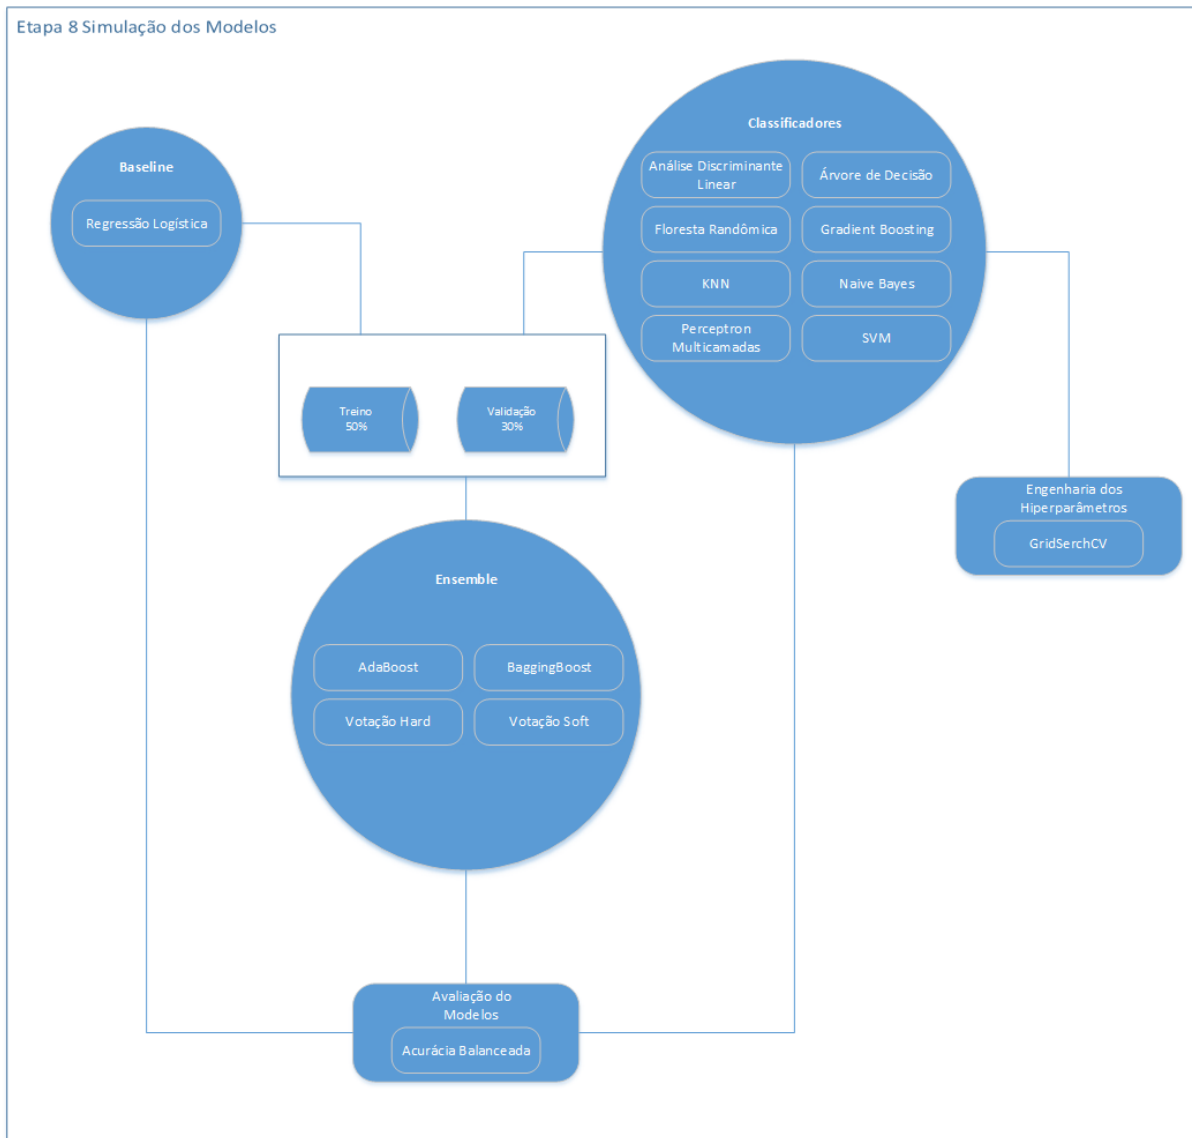 Etapa 8 Simulação dos Modelos
Baseline
Regressão Logística
Classificadores
Análise Discriminante
Linear
Árvore de Decisão
Floresta Randômica
Gradient Boosting
KNN
Naive Bayes
Perceptron
Multicamadas
SVM
Treino
50%
Validação
30%
Engenharia dos
Hiperparâmetros
GridSerchCV
Ensemble
AdaBoost
BaggingBoost
Votação Hard
Votação Soft
Avaliação do
Modelos
Acurácia Balanceada